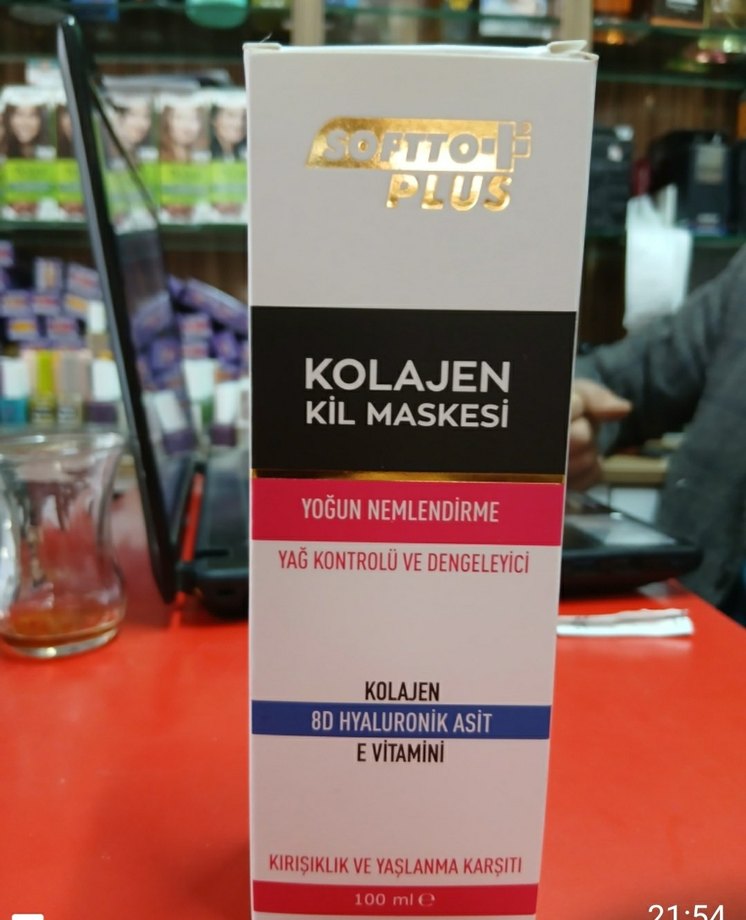 SOFTTO
PLUS
KOLAJEN
KİL MASKESİ
YOĞUN NEMLENDİRME
YAĞ KONTROLÜ VE DENGELEYİCİ
KOLAJEN
8D HYALURONİK ASİT
E VİTAMİNİ
KIRIŞIKLIK VE YAŞLANMA KARŞITI
100 ml ℮
21:54